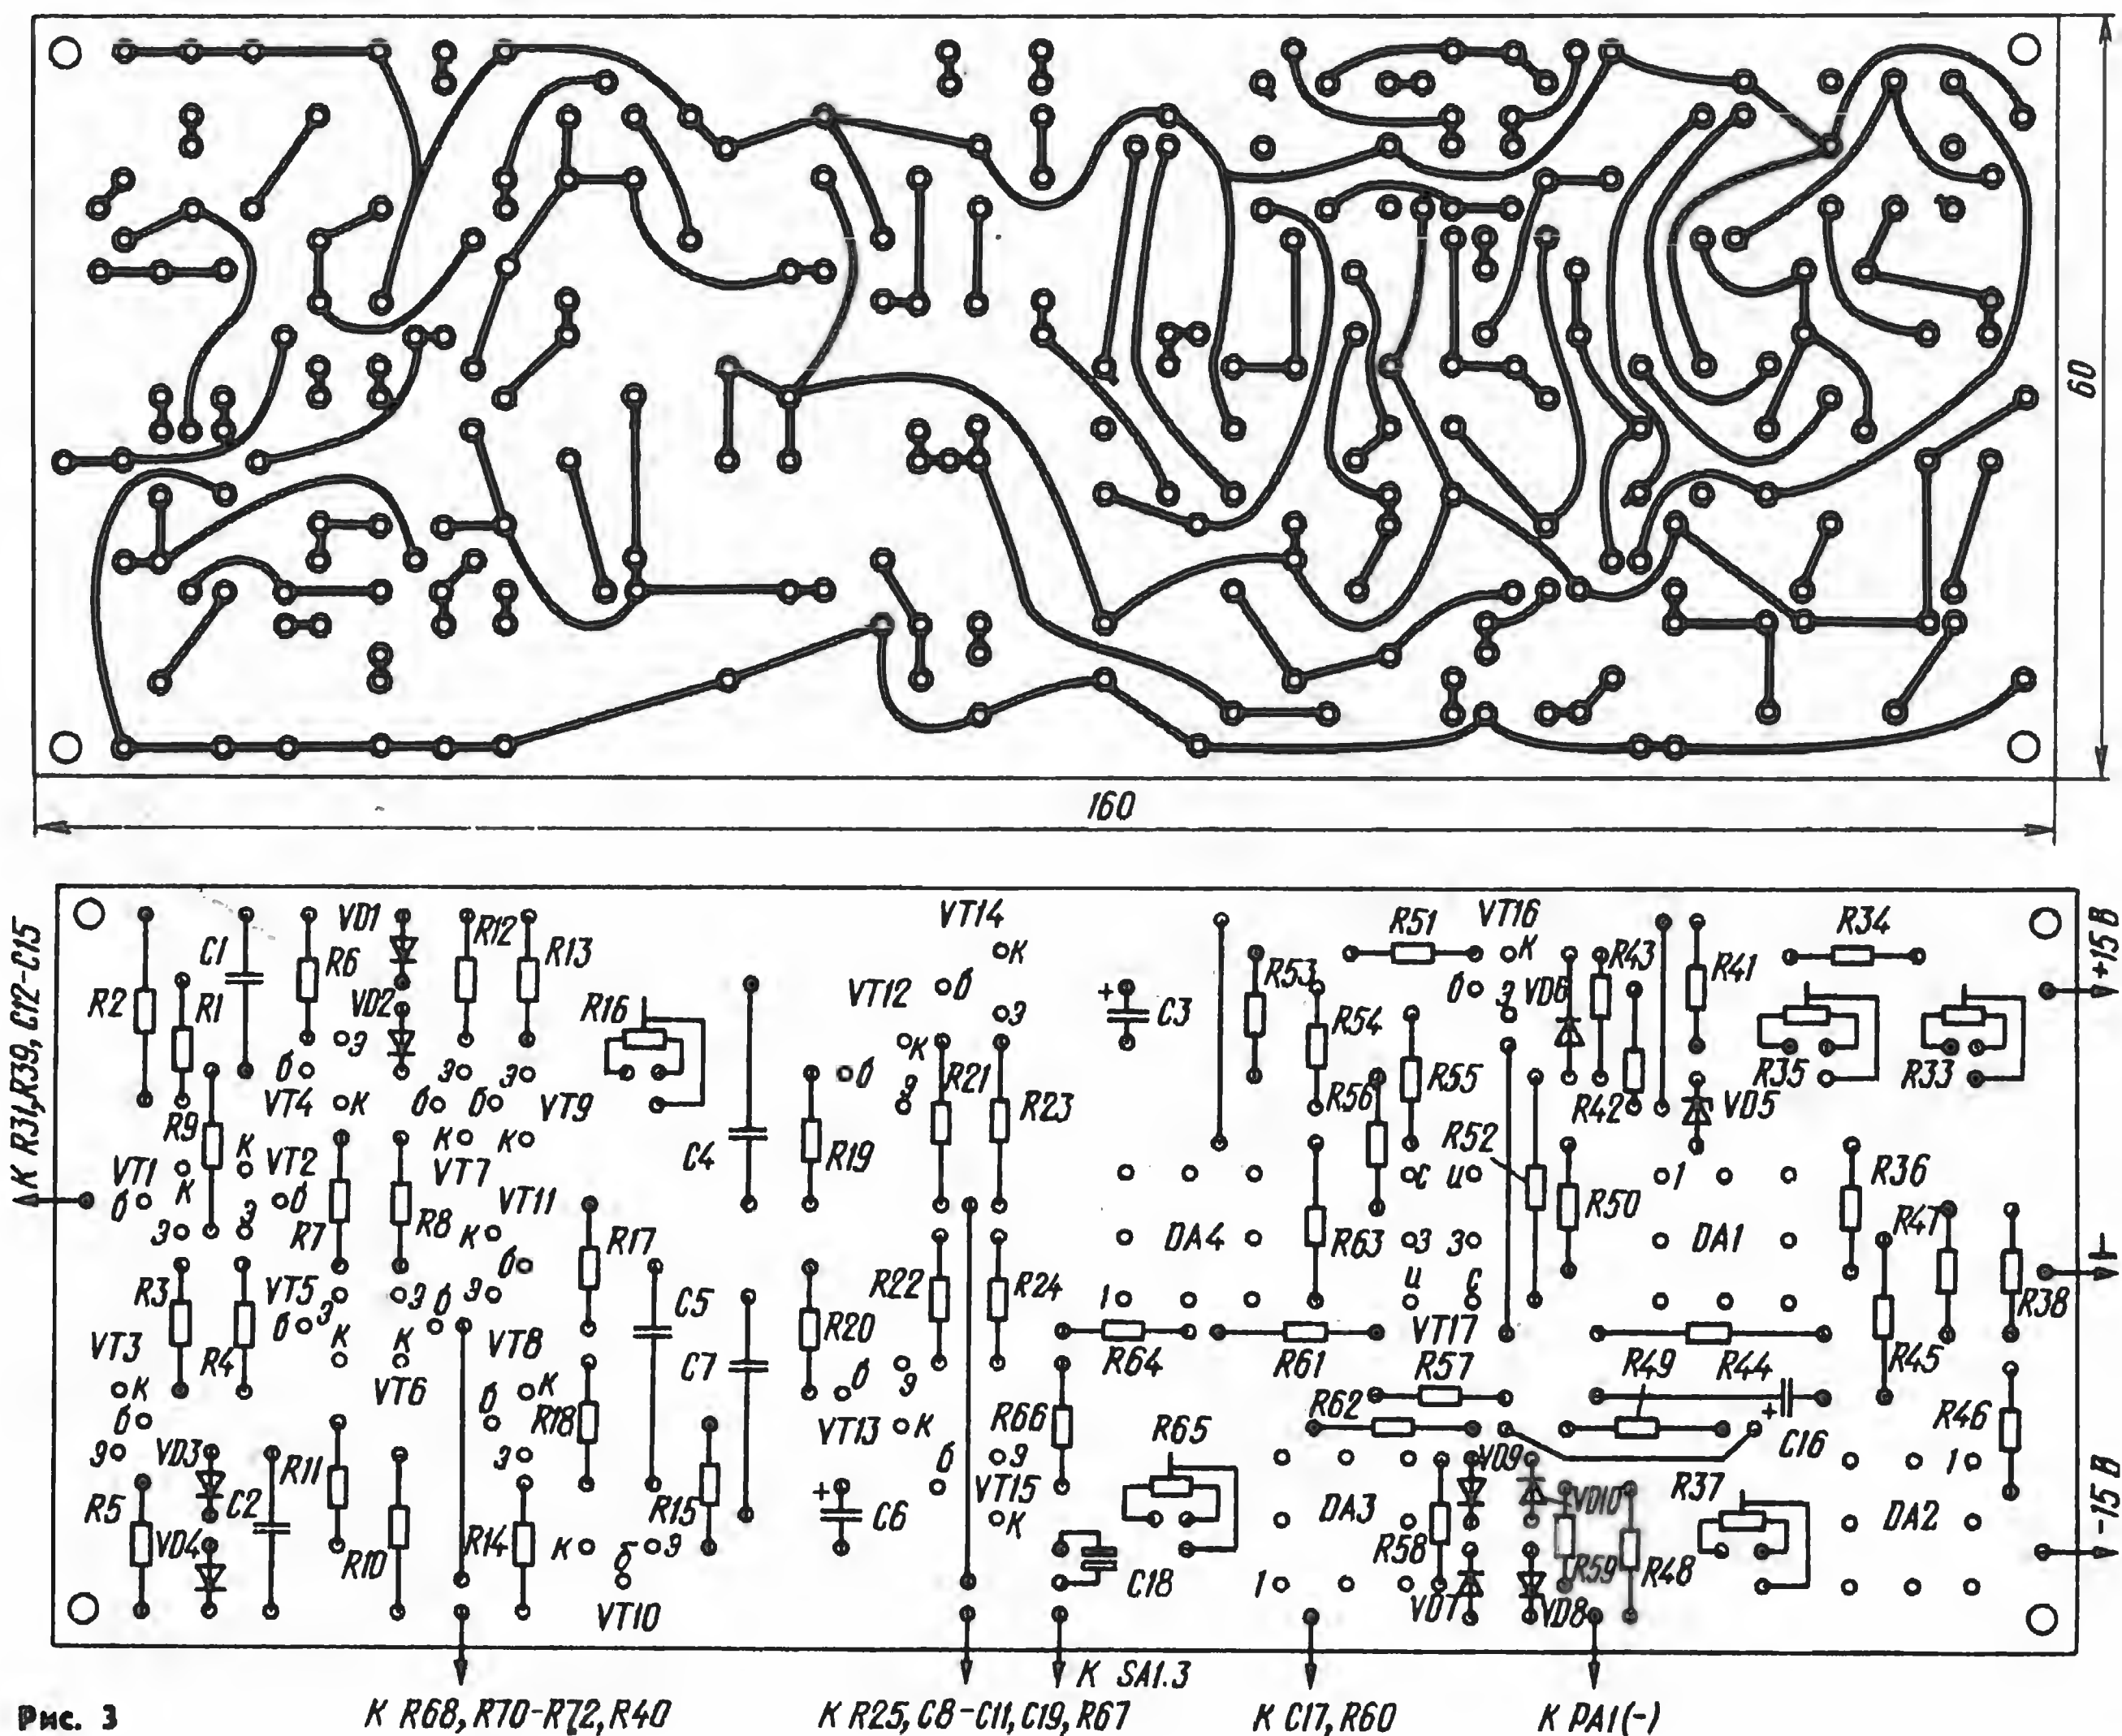 60
160
К R31, R39, C12-C15
VD1
R12
VT14
R51
VT16
R34
+15 В
R2
R1
C1
R6
VD2
R13
R16
VT12
к
б
э
C3
R53
R54
к
б
э
VD6
R43
R41
R35
R33
э
б
VT4
к
э
б
б
э
VT9
к
б
э
R21
R23
R56
R55
R42
VD5
R9
к
VT2
VT1
б
к
э
э
б
R7
R8
VT7
к
к
VT11
к
б
э
R17
C4
R19
R52
с
и
R50
1
R36
R47
DA4
R63
з
з
DA1
R3
R4
VT5
б
э
к
э
б
к
VT6
VT8
C5
C7
R20
R22
R24
1
и
с
VT17
R38
R45
VT3
к
б
э
R64
R61
R57
R49
R44
б
к
э
R18
б
э
VT13
к
R66
R65
R62
C16
+
R46
VD3
R5
VD4
C2
R11
R10
R14
R15
+
C6
б
э
VT15
к
VD9
VD10
R37
1
DA3
DA2
R58
R59
R48
-15 В
к
б
э
VT10
C18
1
VD7
VD8
К SA1.3
Рис. 3
К R68, R70-R72, R40
К R25, C8-C11, C19, R67
К C17, R60
К PA1(-)